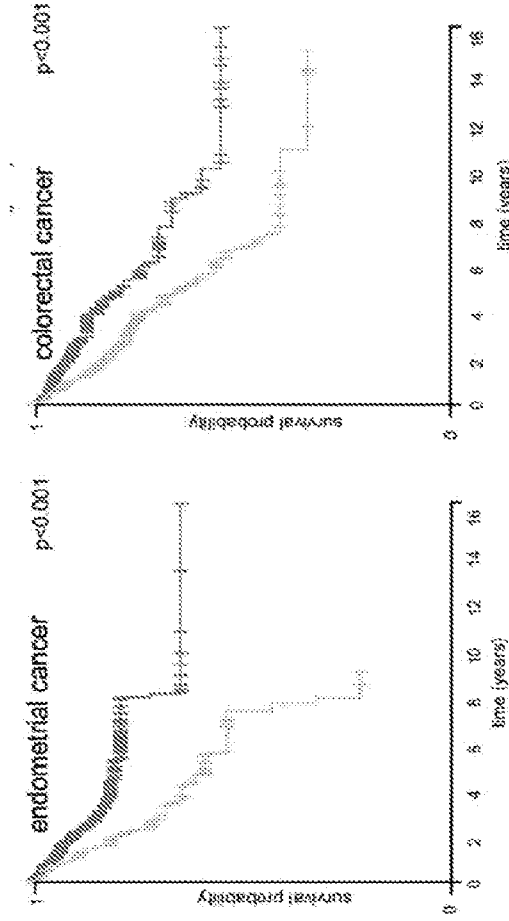 endometrial cancer
p<0.001
1
survival probability
0
0 2 4 6 8 10 12 14 16
time (years)
colorectal cancer
p<0.001
1
survival probability
0
0 2 4 6 8 10 12 14 16
time (years)